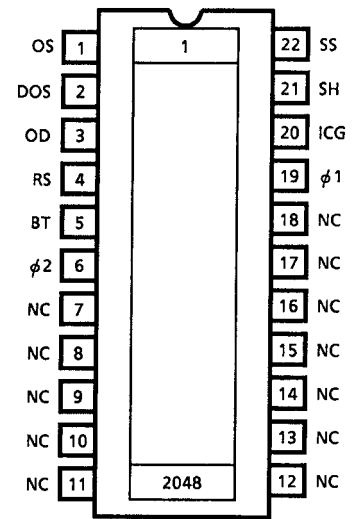 OS 1 1 22 SS
DOS 2 21 SH
OD 3 20 ICG
RS 4 19 ϕ1
BT 5 18 NC
ϕ2 6 17 NC
NC 7 16 NC
NC 8 15 NC
NC 9 14 NC
NC 10 13 NC
NC 11 2048 12 NC